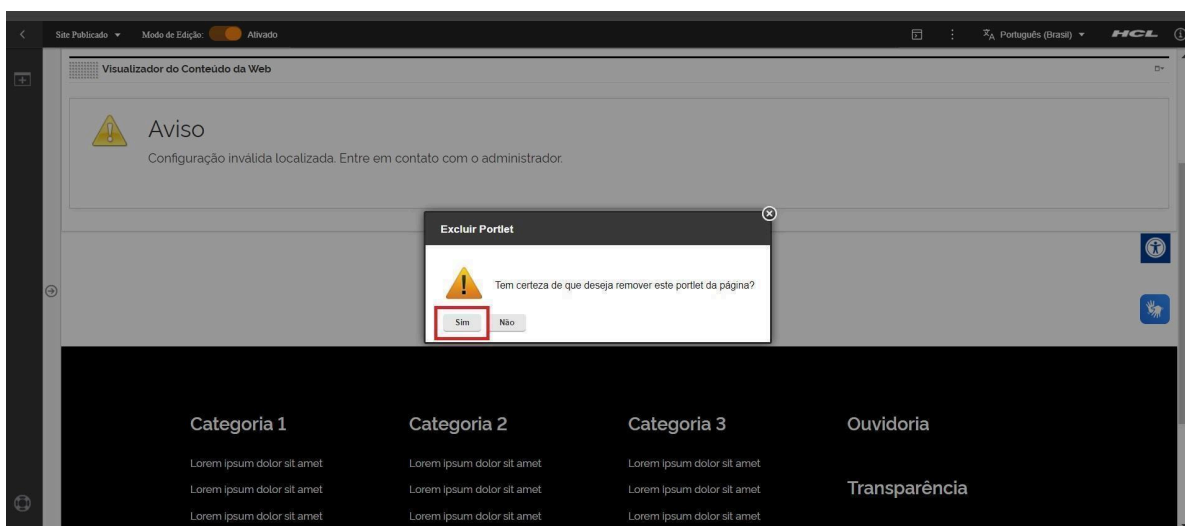 Site Publicado
Modo de Edição:
Ativado
Português (Brasil)
HCL
Visualizador do Conteúdo da Web
Aviso
Configuração inválida localizada. Entre em contato com o administrador.
Excluir Portlet
Tem certeza de que deseja remover este portlet da página?
Sim
Não
Categoria 1
Lorem ipsum dolor sit amet
Lorem ipsum dolor sit amet
Lorem ipsum dolor sit amet
Categoria 2
Lorem ipsum dolor sit amet
Lorem ipsum dolor sit amet
Lorem ipsum dolor sit amet
Categoria 3
Lorem ipsum dolor sit amet
Lorem ipsum dolor sit amet
Lorem ipsum dolor sit amet
Ouvidoria
Transparência